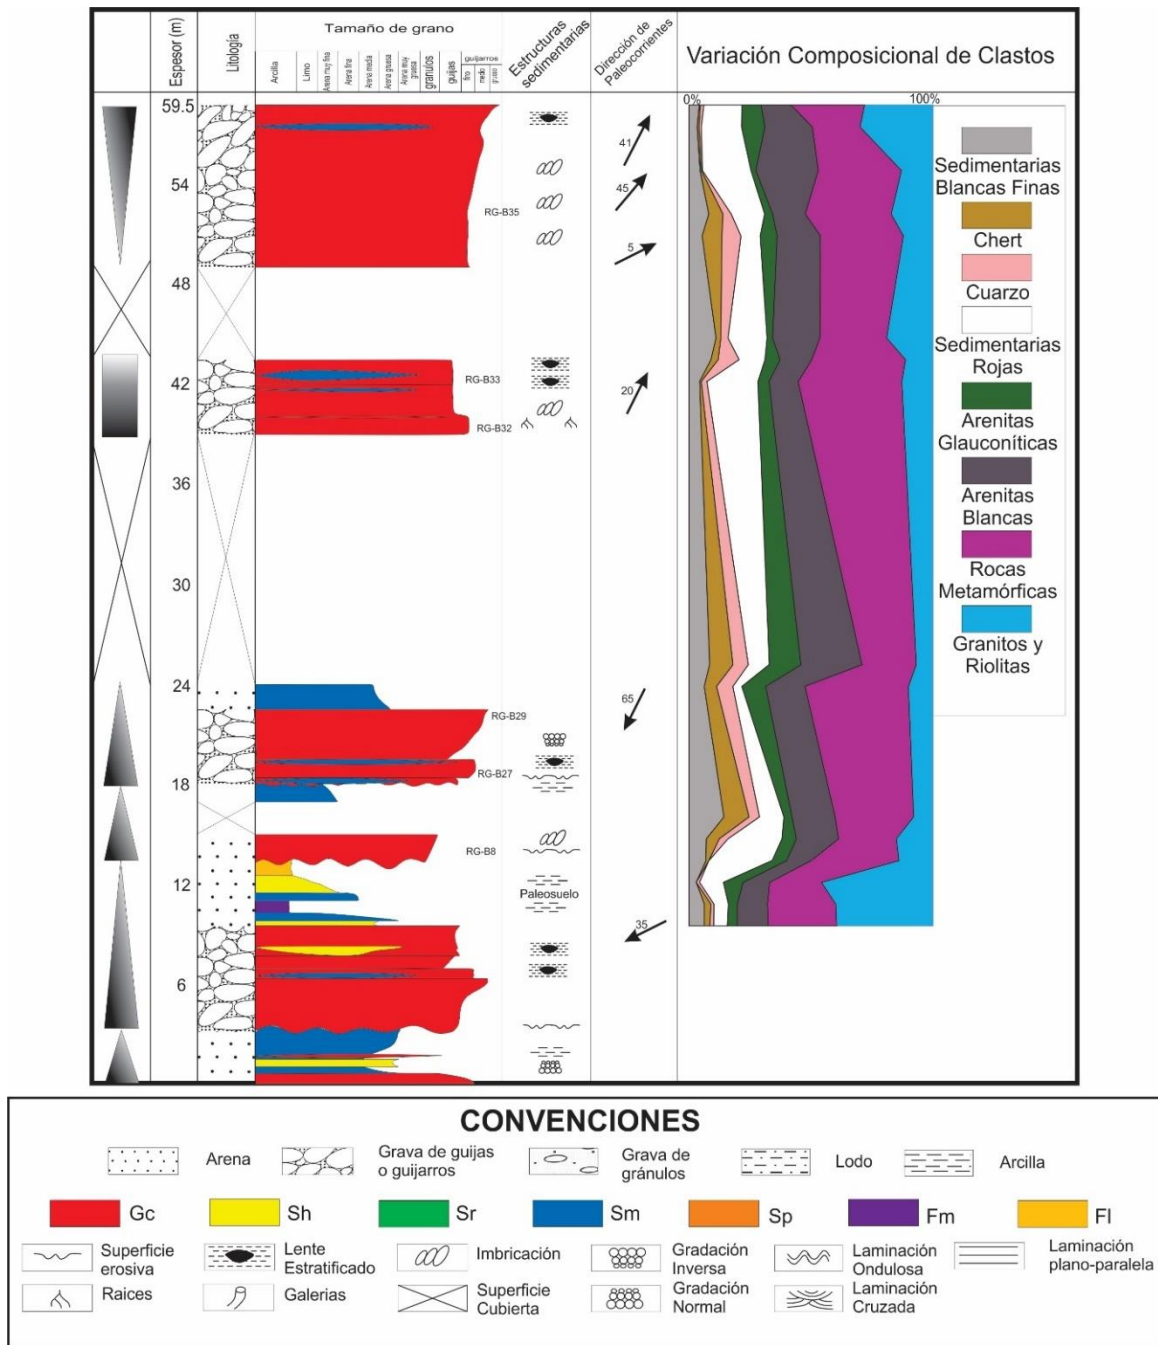 Espesor (m)
Litología
Tamaño de grano
Arcilla
Limo
Arena muy fina
Arena fina
Arena media
Arena gruesa
Arena muy gruesa
granulos
guijas
guijarros
fino
medio
grueso
Estructuras
sedimentarias
Dirección de
Paleocorrientes
Variación Composicional de Clastos
0%
100%
59.5
54
48
42
36
30
24
18
12
6
RG-B35
RG-B33
RG-B32
RG-B29
RG-B27
RG-B8
Paleosuelo
41
45
5
20
65
35
Sedimentarias
Blancas Finas
Chert
Cuarzo
Sedimentarias
Rojas
Arenitas
Glauconíticas
Arenitas
Blancas
Rocas
Metamórficas
Granitos y
Riolitas
CONVENCIONES
Arena
Grava de guijas
o guijarros
Grava de
gránulos
Lodo
Arcilla
Gc
Sh
Sr
Sm
Sp
Fm
Fl
Superficie
erosiva
Lente
Estratificado
Imbricación
Gradación
Inversa
Laminación
Ondulosa
Laminación
plano-paralela
Raices
Galerias
Superficie
Cubierta
Gradación
Normal
Laminación
Cruzada